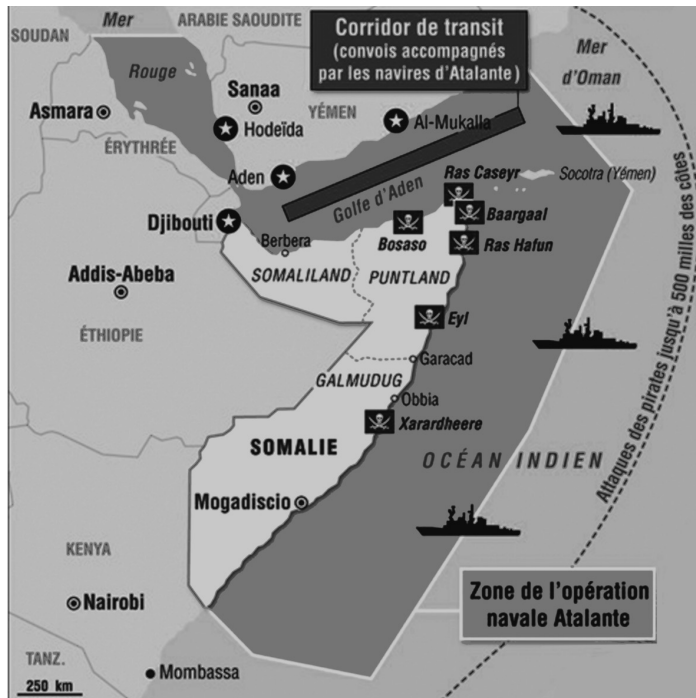 Mer
ARABIE SAOUDITE
SOUDAN
Corridor de transit
(convois accompagnés
par les navires d'Atalante)
Mer
d'Oman
Rouge
Sanaa
YÉMEN
Asmara
Hodeïda
Al-Mukalla
ÉRYTHRÉE
Aden
Golfe d'Aden
Ras Caseyr
Socotra (Yémen)
Djibouti
Baargaal
Berbera
Bosaso
Ras Hafun
Addis-Abeba
SOMALILAND
PUNTLAND
Eyl
ÉTHIOPIE
Garacad
GALMUDUG
Obbia
Xarardheere
SOMALIE
OCÉAN INDIEN
Attaques des pirates jusqu'à 500 milles des côtes
Mogadiscio
KENYA
Nairobi
Zone de l'opération
navale Atalante
TANZ.
Mombassa
250 km